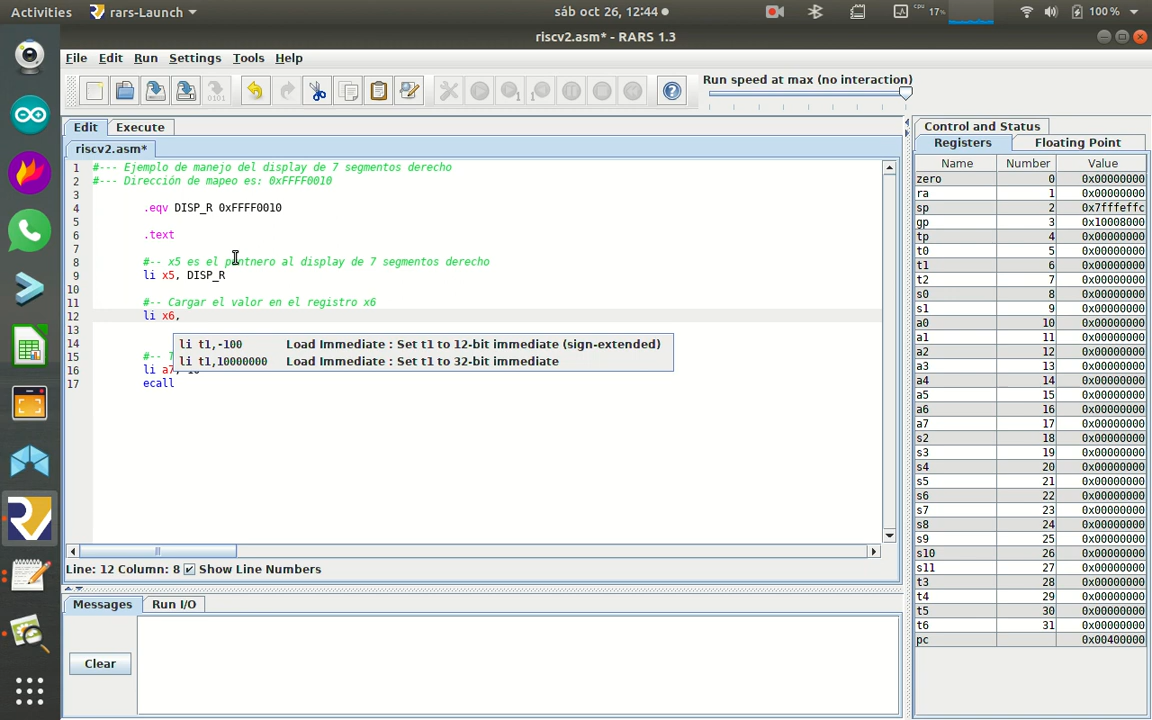 Activities rars-Launch sáb oct 26, 12:44 cpu 17% 100 %
riscv2.asm* - RARS 1.3
File Edit Run Settings Tools Help
Run speed at max (no interaction)
Edit Execute
riscv2.asm*
1 #--- Ejemplo de manejo del display de 7 segmentos derecho
2 #--- Dirección de mapeo es: 0xFFFF0010
3
4 .eqv DISP_R 0xFFFF0010
5
6 .text
7
8 #-- x5 es el puntnero al display de 7 segmentos derecho
9 li x5, DISP_R
10
11 #-- Cargar el valor en el registro x6
12 li x6,
13
14 li t1,-100 Load Immediate : Set t1 to 12-bit immediate (sign-extended)
li t1,10000000 Load Immediate : Set t1 to 32-bit immediate
15 #-- T
16 li a7, 10
17 ecall
Line: 12 Column: 8 Show Line Numbers
Messages Run I/O
Clear
Control and Status
Registers Floating Point
Name Number Value
zero 0 0x00000000
ra 1 0x00000000
sp 2 0x7fffeffc
gp 3 0x10008000
tp 4 0x00000000
t0 5 0x00000000
t1 6 0x00000000
t2 7 0x00000000
s0 8 0x00000000
s1 9 0x00000000
a0 10 0x00000000
a1 11 0x00000000
a2 12 0x00000000
a3 13 0x00000000
a4 14 0x00000000
a5 15 0x00000000
a6 16 0x00000000
a7 17 0x00000000
s2 18 0x00000000
s3 19 0x00000000
s4 20 0x00000000
s5 21 0x00000000
s6 22 0x00000000
s7 23 0x00000000
s8 24 0x00000000
s9 25 0x00000000
s10 26 0x00000000
s11 27 0x00000000
t3 28 0x00000000
t4 29 0x00000000
t5 30 0x00000000
t6 31 0x00000000
pc 0x00400000